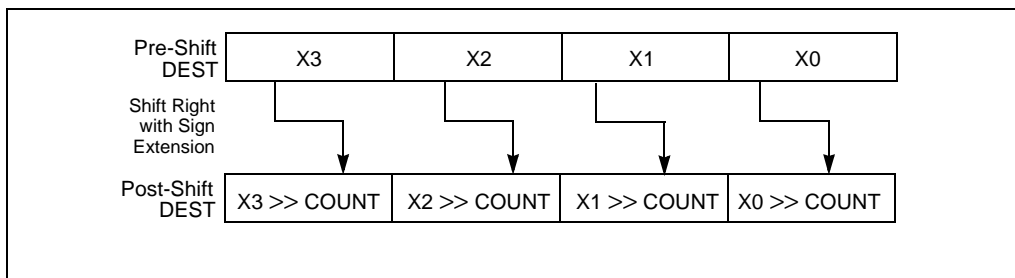 Pre-Shift
DEST
X3 X2 X1 X0
Shift Right
with Sign
Extension
Post-Shift
DEST
X3 >> COUNT X2 >> COUNT X1 >> COUNT X0 >> COUNT